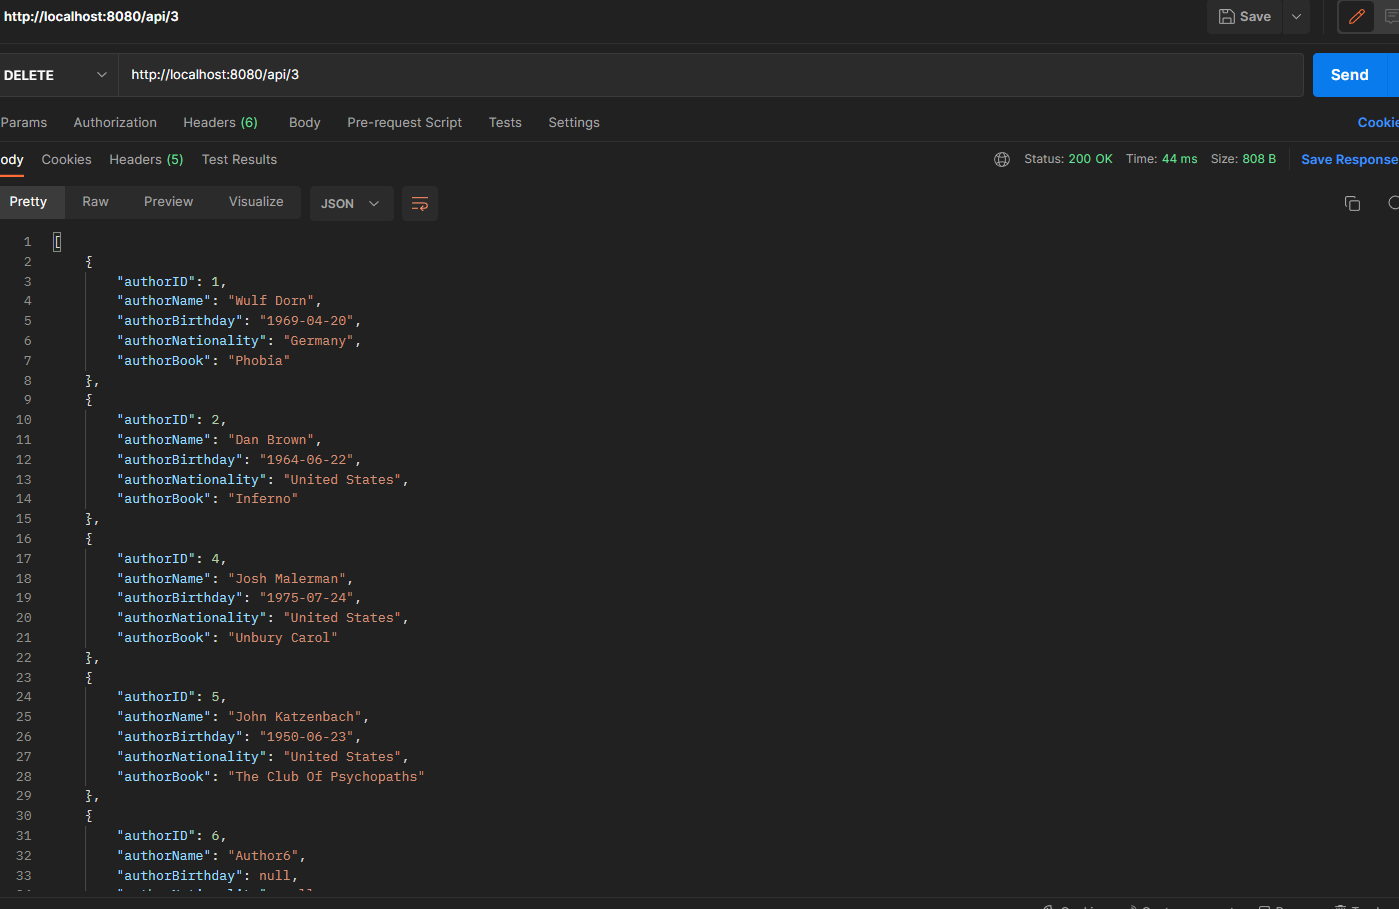 http://localhost:8080/api/3
Save
DELETE
http://localhost:8080/api/3
Send
Params Authorization Headers (6) Body Pre-request Script Tests Settings
Cookie
ody Cookies Headers (5) Test Results
Status: 200 OK Time: 44 ms Size: 808 B Save Response
Pretty Raw Preview Visualize JSON
1 [
2 {
3 "authorID": 1,
4 "authorName": "Wulf Dorn",
5 "authorBirthday": "1969-04-20",
6 "authorNationality": "Germany",
7 "authorBook": "Phobia"
8 },
9 {
10 "authorID": 2,
11 "authorName": "Dan Brown",
12 "authorBirthday": "1964-06-22",
13 "authorNationality": "United States",
14 "authorBook": "Inferno"
15 },
16 {
17 "authorID": 4,
18 "authorName": "Josh Malerman",
19 "authorBirthday": "1975-07-24",
20 "authorNationality": "United States",
21 "authorBook": "Unbury Carol"
22 },
23 {
24 "authorID": 5,
25 "authorName": "John Katzenbach",
26 "authorBirthday": "1950-06-23",
27 "authorNationality": "United States",
28 "authorBook": "The Club Of Psychopaths"
29 },
30 {
31 "authorID": 6,
32 "authorName": "Author6",
33 "authorBirthday": null,